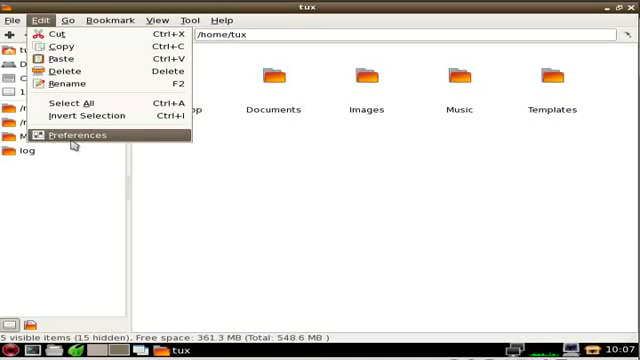 tux
File Edit Go Bookmark View Tool Help
/home/tux
Cut Ctrl+X
Copy Ctrl+C
Paste Ctrl+V
Delete Delete
Rename F2
Select All Ctrl+A
Invert Selection Ctrl+I
Preferences
Documents Images Music Templates
log
5 visible items (15 hidden). Free space: 361.3 MB (Total: 548.6 MB)
tux 10:07